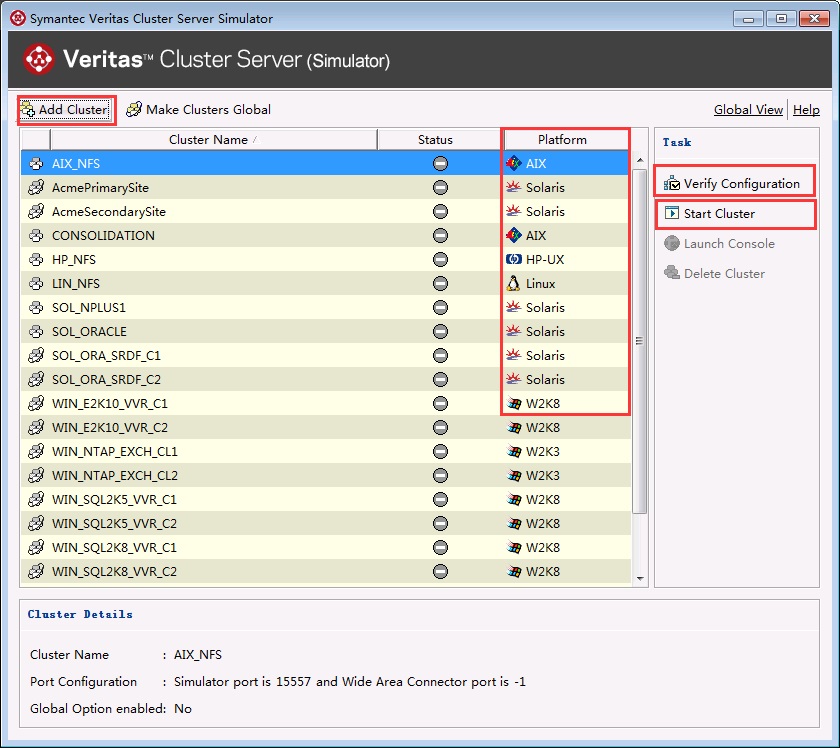 Symantec Veritas Cluster Server Simulator
Veritas™ Cluster Server (Simulator)
Add Cluster Make Clusters Global Global View Help
Cluster Name / Status Platform
AIX_NFS AIX
AcmePrimarySite Solaris
AcmeSecondarySite Solaris
CONSOLIDATION AIX
HP_NFS hp HP-UX
LIN_NFS Linux
SOL_NPLUS1 Solaris
SOL_ORACLE Solaris
SOL_ORA_SRDF_C1 Solaris
SOL_ORA_SRDF_C2 Solaris
WIN_E2K10_VVR_C1 W2K8
WIN_E2K10_VVR_C2 W2K8
WIN_NTAP_EXCH_CL1 W2K3
WIN_NTAP_EXCH_CL2 W2K3
WIN_SQL2K5_VVR_C1 W2K8
WIN_SQL2K5_VVR_C2 W2K8
WIN_SQL2K8_VVR_C1 W2K8
WIN_SQL2K8_VVR_C2 W2K8
Task
Verify Configuration
Start Cluster
Launch Console
Delete Cluster
Cluster Details
Cluster Name : AIX_NFS
Port Configuration : Simulator port is 15557 and Wide Area Connector port is -1
Global Option enabled: No